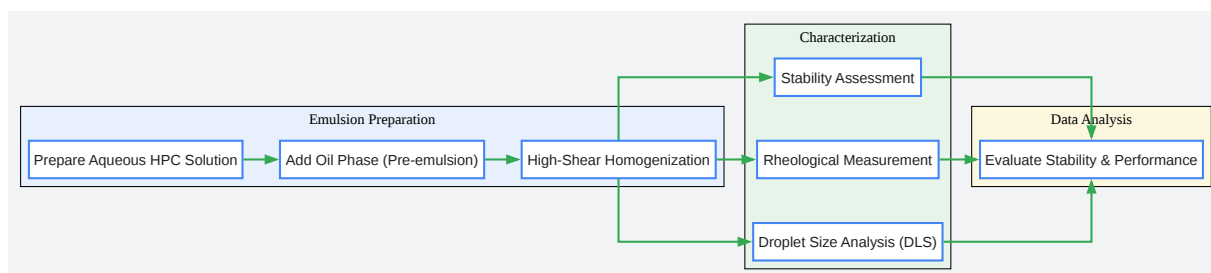 Emulsion Preparation
Prepare Aqueous HPC Solution
Add Oil Phase (Pre-emulsion)
High-Shear Homogenization
Characterization
Stability Assessment
Rheological Measurement
Droplet Size Analysis (DLS)
Data Analysis
Evaluate Stability & Performance